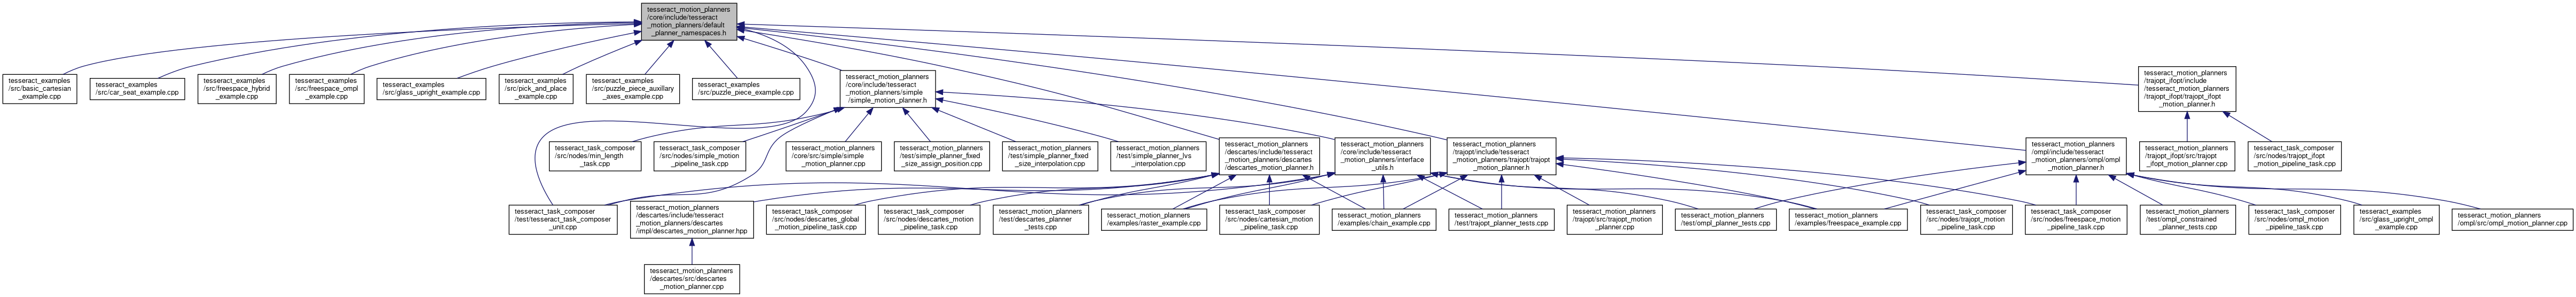 tesseract_motion_planners
/core/include/tesseract
_motion_planners/default
_planner_namespaces.h
tesseract_examples
/src/basic_cartesian
_example.cpp
tesseract_examples
/src/car_seat_example.cpp
tesseract_examples
/src/freespace_hybrid
_example.cpp
tesseract_examples
/src/freespace_ompl
_example.cpp
tesseract_examples
/src/glass_upright_example.cpp
tesseract_examples
/src/pick_and_place
_example.cpp
tesseract_examples
/src/puzzle_piece_auxillary
_axes_example.cpp
tesseract_examples
/src/puzzle_piece_example.cpp
tesseract_motion_planners
/core/include/tesseract
_motion_planners/simple
/simple_motion_planner.h
tesseract_motion_planners
/trajopt_ifopt/include
/tesseract_motion_planners
/trajopt_ifopt/trajopt_ifopt
_motion_planner.h
tesseract_task_composer
/src/nodes/min_length
_task.cpp
tesseract_task_composer
/src/nodes/simple_motion
_pipeline_task.cpp
tesseract_motion_planners
/core/src/simple/simple
_motion_planner.cpp
tesseract_motion_planners
/test/simple_planner_fixed
_size_assign_position.cpp
tesseract_motion_planners
/test/simple_planner_fixed
_size_interpolation.cpp
tesseract_motion_planners
/test/simple_planner_lvs
_interpolation.cpp
tesseract_motion_planners
/descartes/include/tesseract
_motion_planners/descartes
/descartes_motion_planner.h
tesseract_motion_planners
/core/include/tesseract
_motion_planners/interface
_utils.h
tesseract_motion_planners
/trajopt/include/tesseract
_motion_planners/trajopt/trajopt
_motion_planner.h
tesseract_motion_planners
/ompl/include/tesseract
_motion_planners/ompl/ompl
_motion_planner.h
tesseract_motion_planners
/trajopt_ifopt/src/trajopt
_ifopt_motion_planner.cpp
tesseract_task_composer
/src/nodes/trajopt_ifopt
_motion_pipeline_task.cpp
tesseract_task_composer
/test/tesseract_task_composer
_unit.cpp
tesseract_motion_planners
/descartes/include/tesseract
_motion_planners/descartes
/impl/descartes_motion_planner.hpp
tesseract_task_composer
/src/nodes/descartes_global
_motion_pipeline_task.cpp
tesseract_task_composer
/src/nodes/descartes_motion
_pipeline_task.cpp
tesseract_motion_planners
/test/descartes_planner
_tests.cpp
tesseract_motion_planners
/examples/raster_example.cpp
tesseract_task_composer
/src/nodes/cartesian_motion
_pipeline_task.cpp
tesseract_motion_planners
/examples/chain_example.cpp
tesseract_motion_planners
/test/trajopt_planner_tests.cpp
tesseract_motion_planners
/trajopt/src/trajopt_motion
_planner.cpp
tesseract_motion_planners
/test/ompl_planner_tests.cpp
tesseract_motion_planners
/examples/freespace_example.cpp
tesseract_task_composer
/src/nodes/trajopt_motion
_pipeline_task.cpp
tesseract_task_composer
/src/nodes/freespace_motion
_pipeline_task.cpp
tesseract_motion_planners
/test/ompl_constrained
_planner_tests.cpp
tesseract_task_composer
/src/nodes/ompl_motion
_pipeline_task.cpp
tesseract_examples
/src/glass_upright_ompl
_example.cpp
tesseract_motion_planners
/ompl/src/ompl_motion_planner.cpp
tesseract_motion_planners
/descartes/src/descartes
_motion_planner.cpp